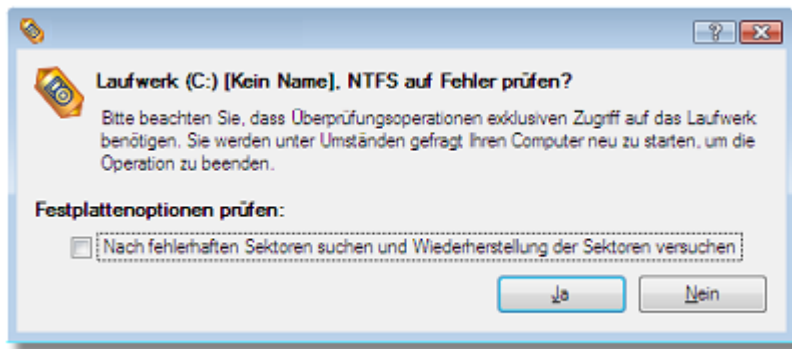 Laufwerk (C:) [Kein Name], NTFS auf Fehler prüfen?
Bitte beachten Sie, dass Überprüfungsoperationen exklusiven Zugriff auf das Laufwerk
benötigen. Sie werden unter Umständen gefragt Ihren Computer neu zu starten, um die
Operation zu beenden.
Festplattenoptionen prüfen:
Nach fehlerhaften Sektoren suchen und Wiederherstellung der Sektoren versuchen
Ja Nein